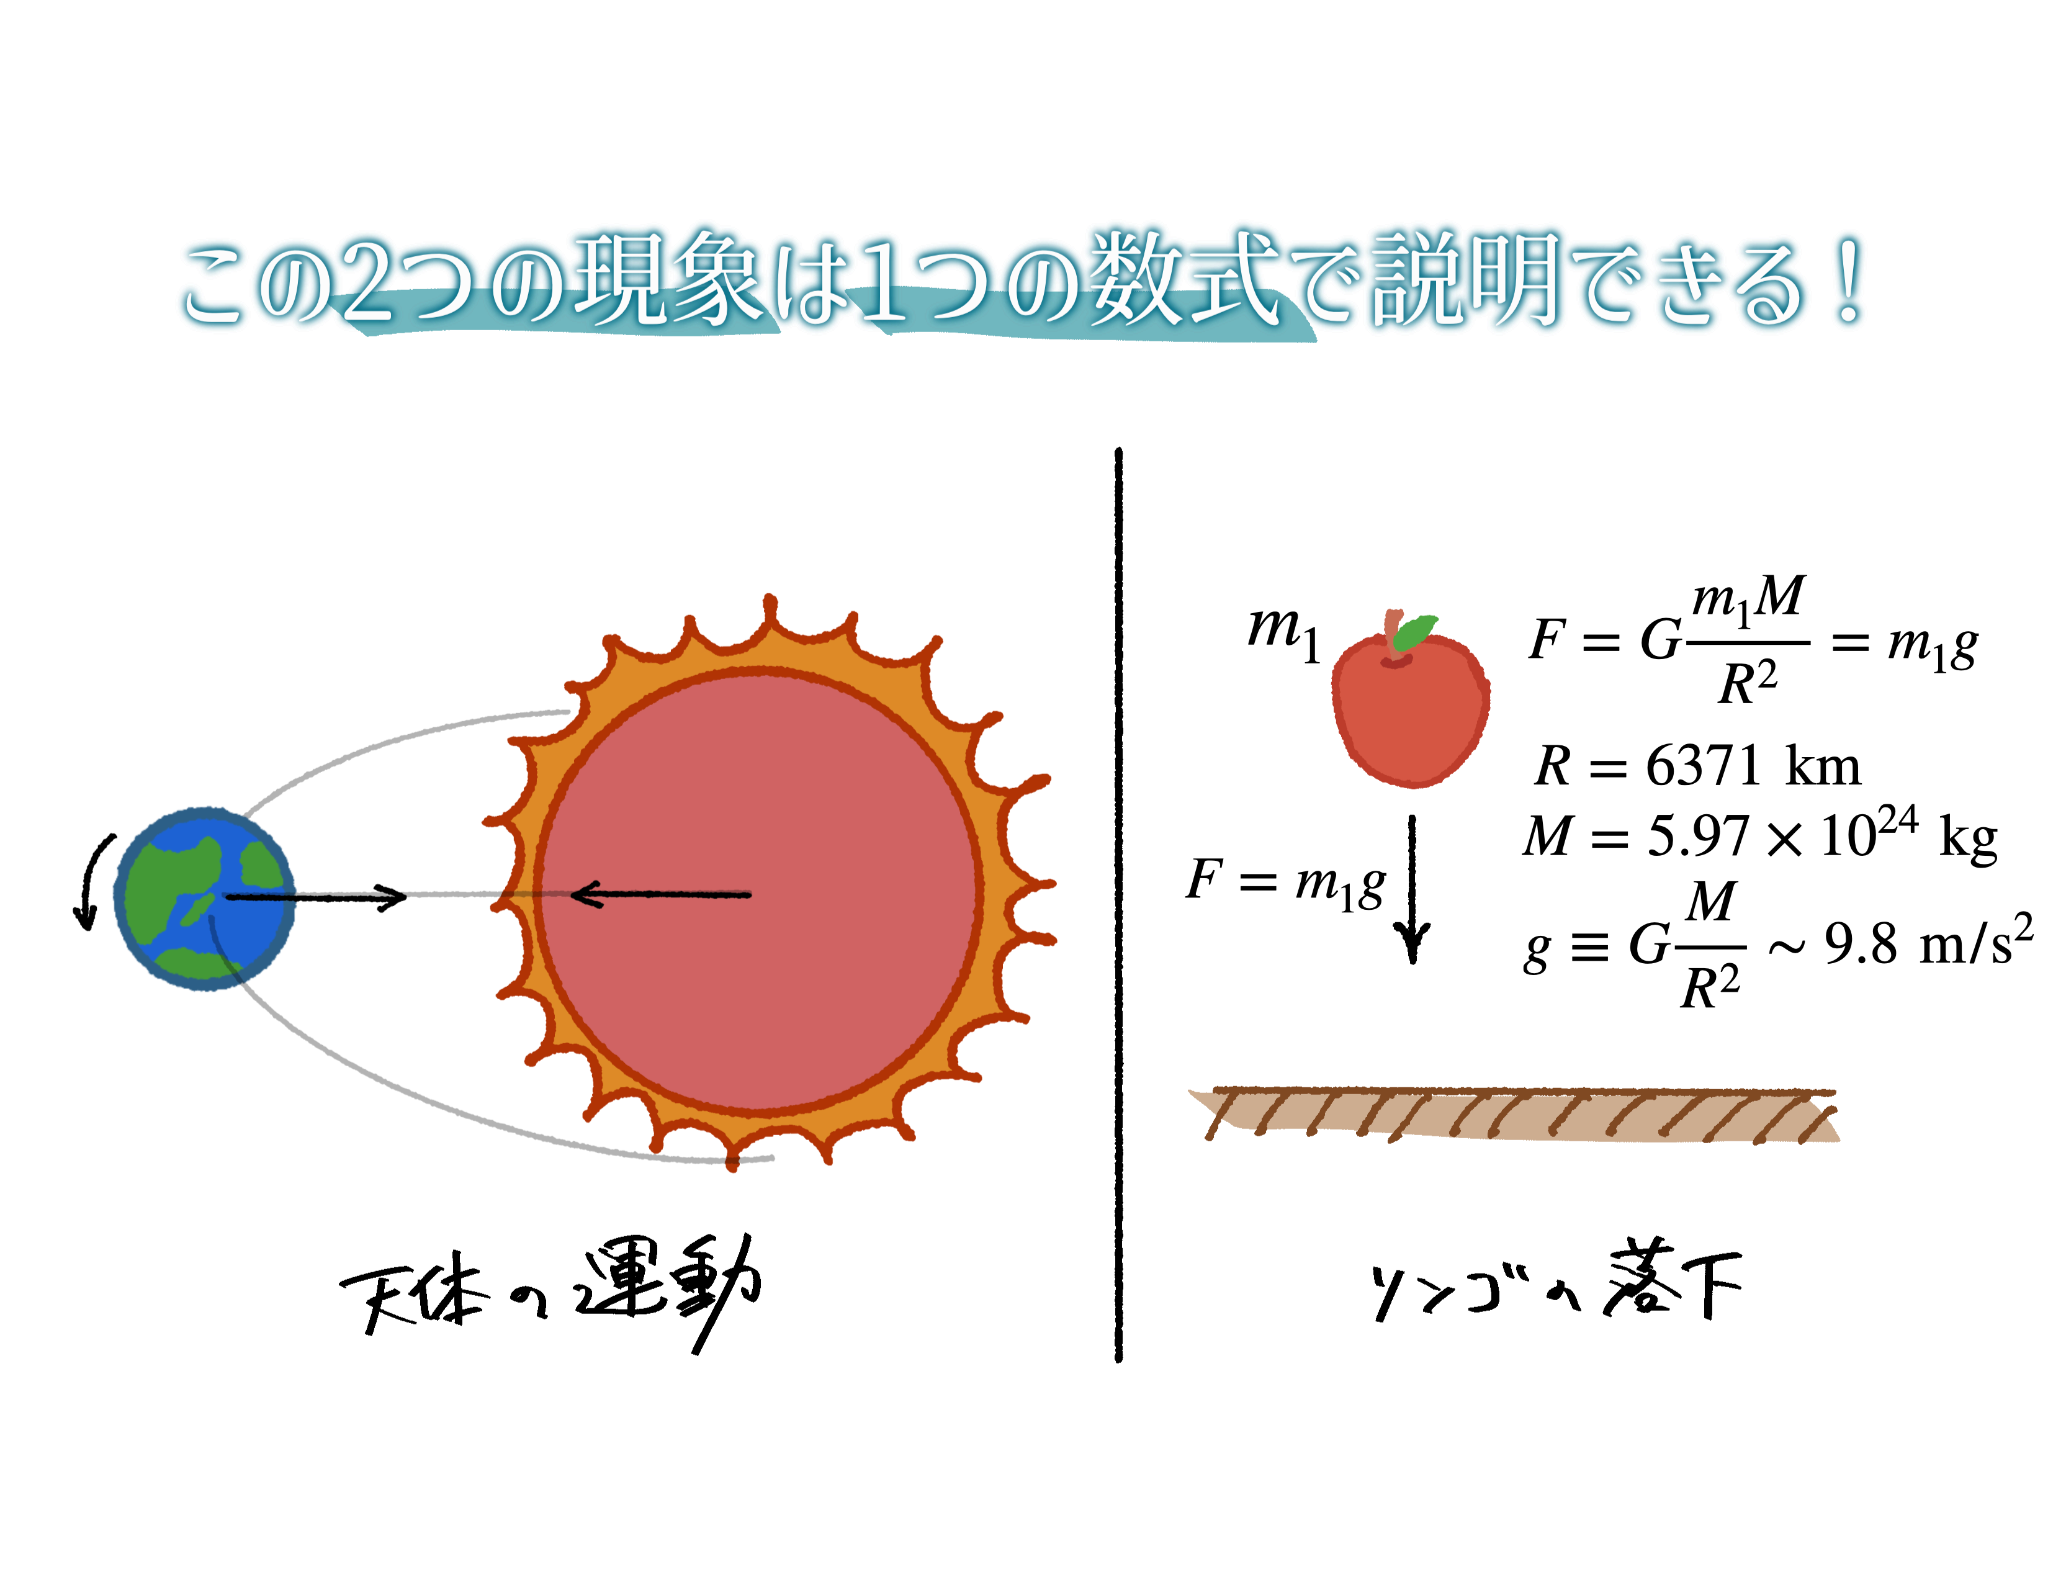 この2つの現象は1つの数式で説明できる！
天体の運動
m₁
F = m₁g
F = G m₁M/R² = m₁g
R = 6371 km
M = 5.97 × 10²⁴ kg
g ≡ G M/R² ~ 9.8 m/s²
リンゴの落下